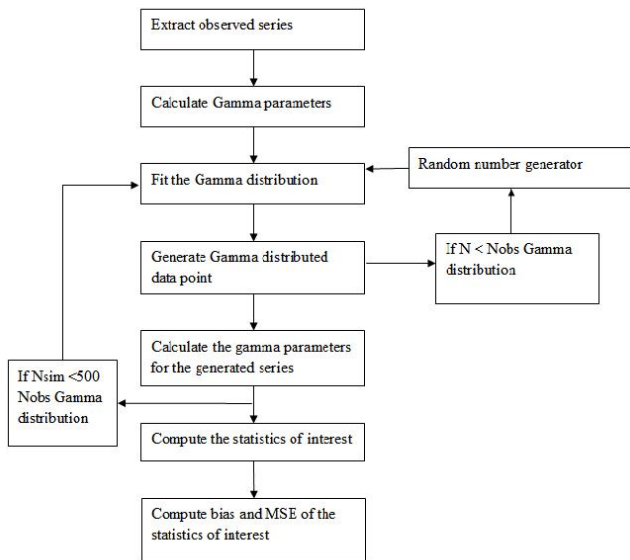 Extract observed series
Calculate Gamma parameters
Fit the Gamma distribution
Random number generator
Generate Gamma distributed
data point
If N < Nobs Gamma
distribution
Calculate the gamma parameters
for the generated series
If Nsim <500
Nobs Gamma
distribution
Compute the statistics of interest
Compute bias and MSE of the
statistics of interest